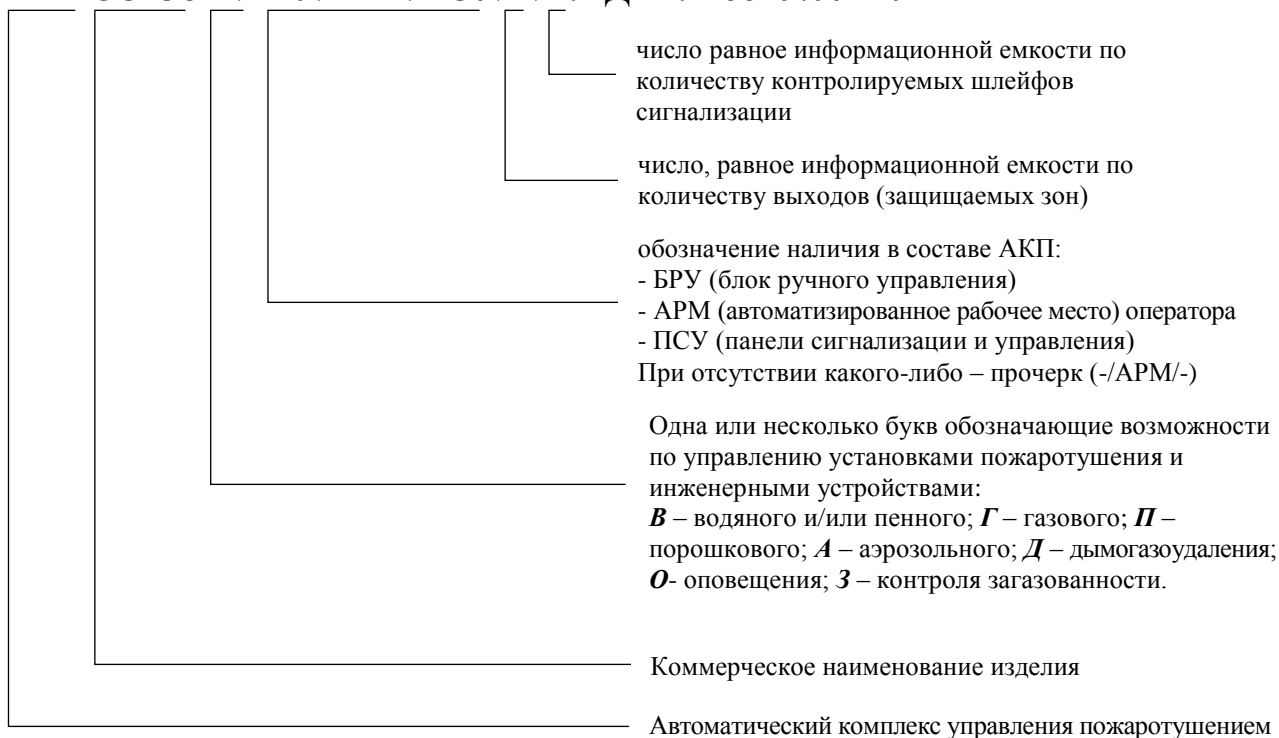 число равное информационной емкости по
количеству контролируемых шлейфов
сигнализации
число, равное информационной емкости по
количеству выходов (защищаемых зон)
обозначение наличия в составе АКП:
- БРУ (блок ручного управления)
- АРМ (автоматизированное рабочее место) оператора
- ПСУ (панели сигнализации и управления)
При отсутствии какого-либо – прочерк (-/АРМ/-)
Одна или несколько букв обозначающие возможности
по управлению установками пожаротушения и
инженерными устройствами:
В – водяного и/или пенного; Г – газового; П –
порошкового; А – аэрозольного; Д – дымогазоудаления;
О- оповещения; З – контроля загазованности.
Коммерческое наименование изделия
Автоматический комплекс управления пожаротушением